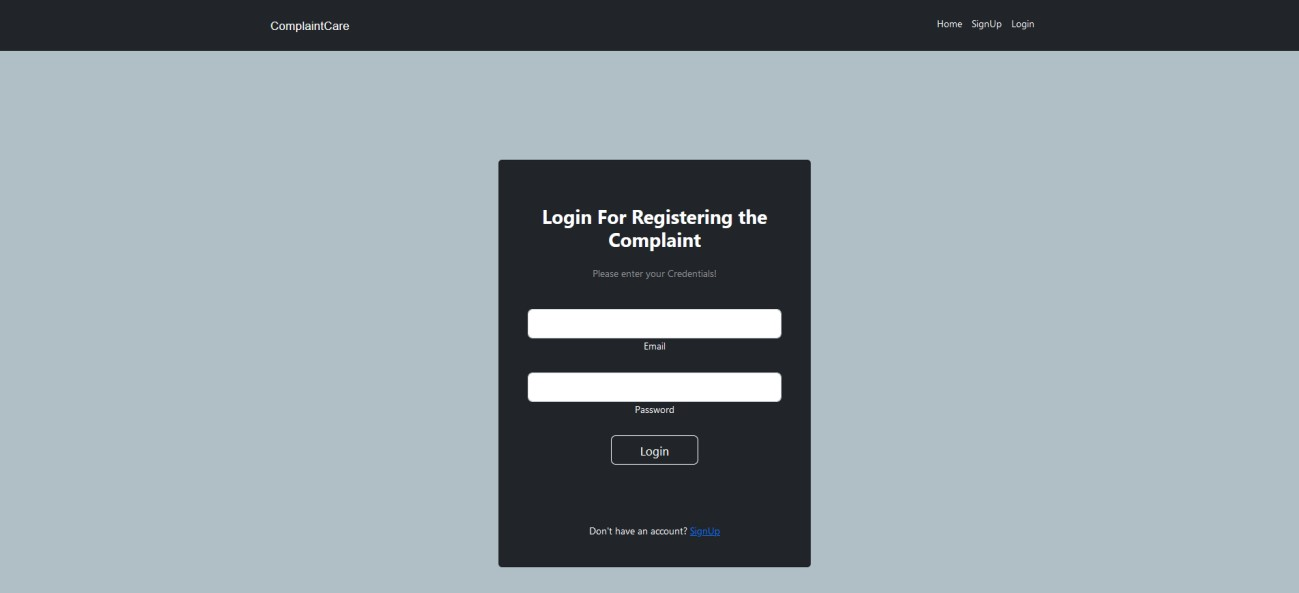 ComplaintCare
Home SignUp Login
Login For Registering the
Complaint
Please enter your Credentials!
Email
Password
Login
Don't have an account? SignUp